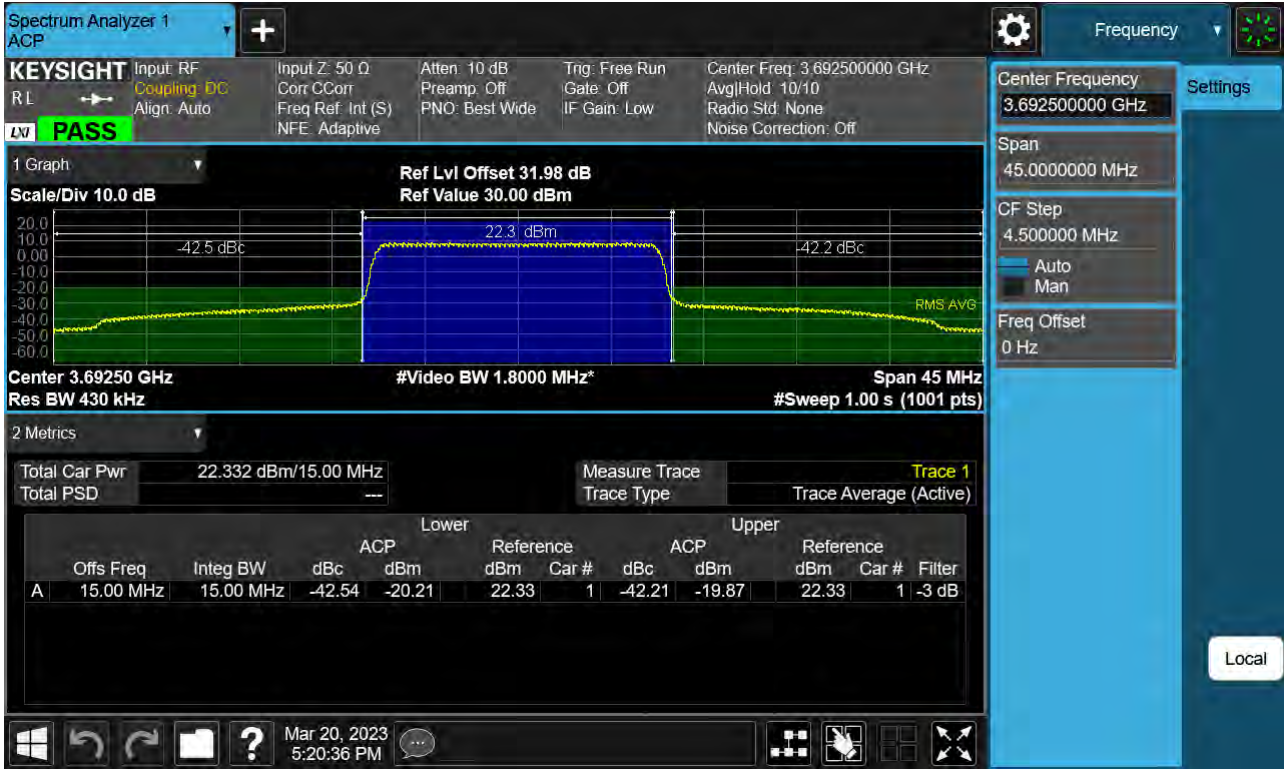 Spectrum Analyzer 1
ACP
Frequency
KEYSIGHT
R L
LXI
PASS
Input: RF
Coupling: DC
Align: Auto
Input Z: 50 Ω
Corr CCorr
Freq Ref: Int (S)
NFE: Adaptive
Atten: 10 dB
Preamp: Off
PNO: Best Wide
Trig: Free Run
Gate: Off
IF Gain: Low
Center Freq: 3.692500000 GHz
Avg|Hold: 10/10
Radio Std: None
Noise Correction: Off
Center Frequency
3.692500000 GHz
Settings
Span
45.0000000 MHz
CF Step
4.500000 MHz
Auto
Man
Freq Offset
0 Hz
1 Graph
Scale/Div 10.0 dB
Ref Lvl Offset 31.98 dB
Ref Value 30.00 dBm
20.0
10.0
0.00
-10.0
-20.0
-30.0
-40.0
-50.0
-60.0
-42.5 dBc
22.3 dBm
-42.2 dBc
RMS AVG
Center 3.69250 GHz
#Video BW 1.8000 MHz*
Span 45 MHz
Res BW 430 kHz
#Sweep 1.00 s (1001 pts)
2 Metrics
Total Car Pwr 22.332 dBm/15.00 MHz
Total PSD ---
Measure Trace Trace 1
Trace Type Trace Average (Active)
Lower Upper
ACP Reference ACP Reference
Offs Freq Integ BW dBc dBm dBm Car # dBc dBm dBm Car # Filter
A 15.00 MHz 15.00 MHz -42.54 -20.21 22.33 1 -42.21 -19.87 22.33 1 -3 dB
Local
Mar 20, 2023
5:20:36 PM